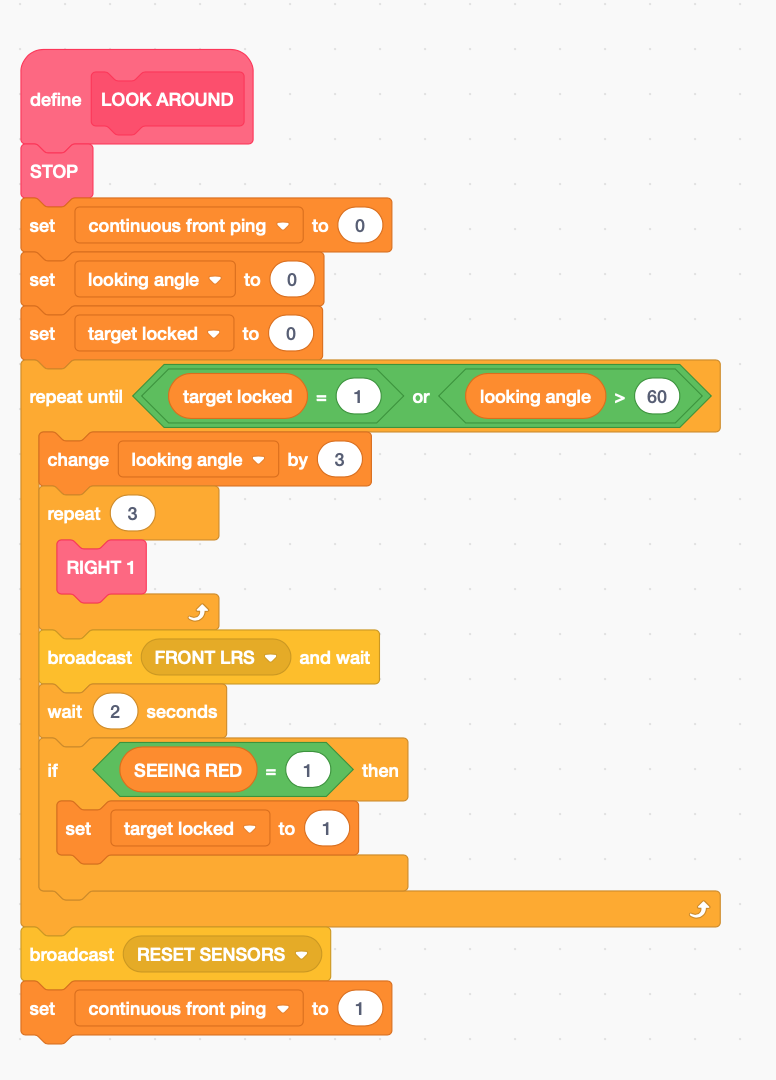 define LOOK AROUND
STOP
set continuous front ping to 0
set looking angle to 0
set target locked to 0
repeat until target locked = 1 or looking angle > 60
change looking angle by 3
repeat 3
RIGHT 1
broadcast FRONT LRS and wait
wait 2 seconds
if SEEING RED = 1 then
set target locked to 1
broadcast RESET SENSORS
set continuous front ping to 1